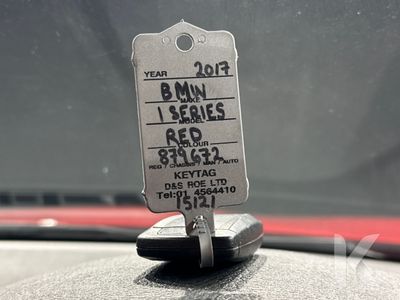 YEAR 2017
BMW
MAKE
1 SERIES
MODEL
RED
COLOUR
879672
REG / CHASSIS / MAN / AUTO
KEYTAG
D&S ROE LTD
Tel:01 4564410
15121
K